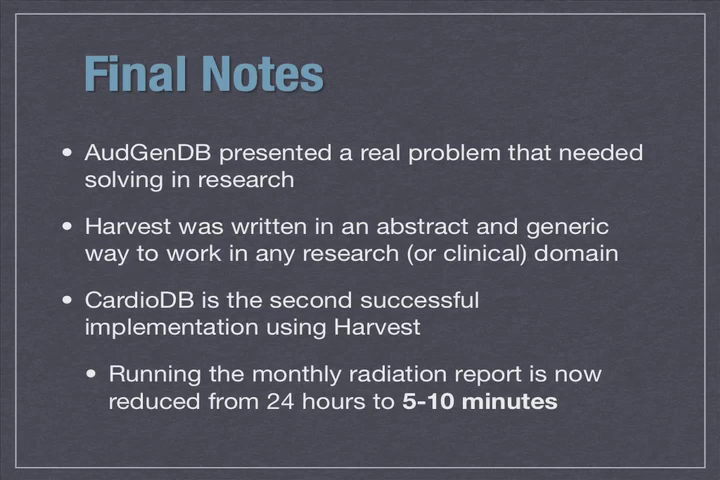 Final Notes
• AudGenDB presented a real problem that needed
solving in research
• Harvest was written in an abstract and generic
way to work in any research (or clinical) domain
• CardioDB is the second successful
implementation using Harvest
• Running the monthly radiation report is now
reduced from 24 hours to 5-10 minutes